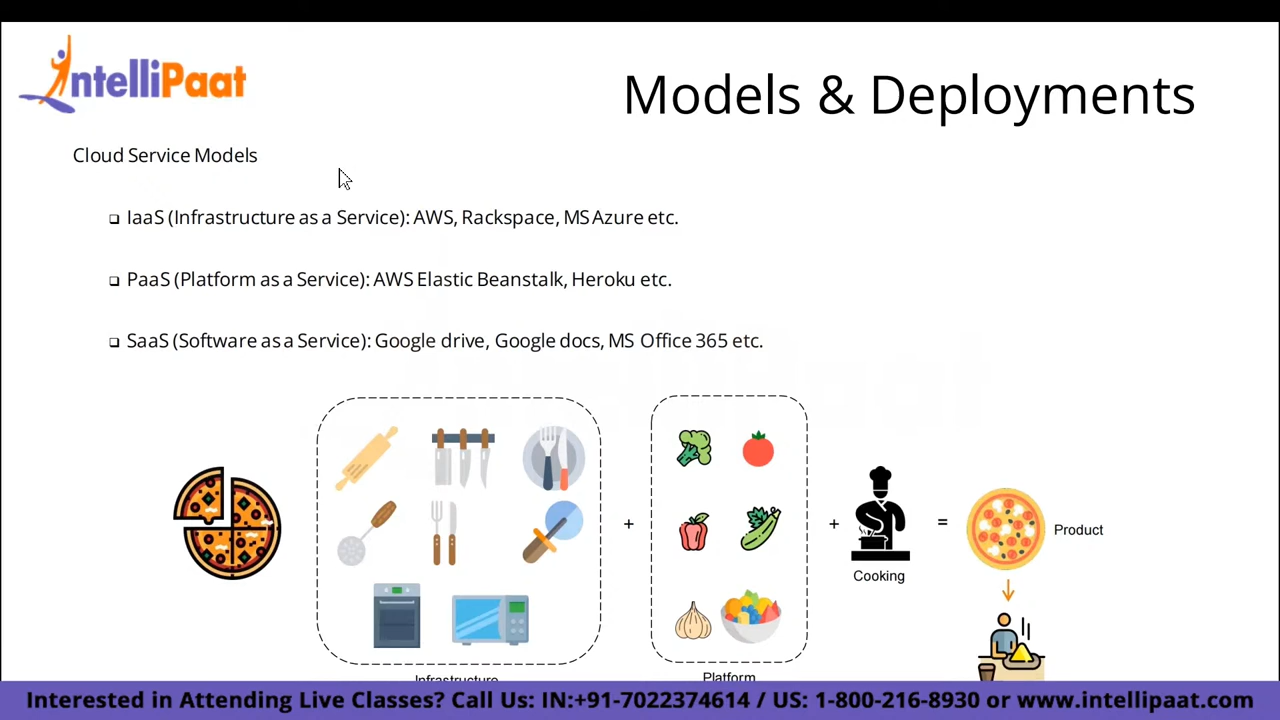 IntelliPaat
Models & Deployments
Cloud Service Models
IaaS (Infrastructure as a Service): AWS, Rackspace, MS Azure etc.
PaaS (Platform as a Service): AWS Elastic Beanstalk, Heroku etc.
SaaS (Software as a Service): Google drive, Google docs, MS Office 365 etc.
+
+
=
Product
Cooking
Infrastructure
Platform
Interested in Attending Live Classes? Call Us: IN:+91-7022374614 / US: 1-800-216-8930 or www.intellipaat.com